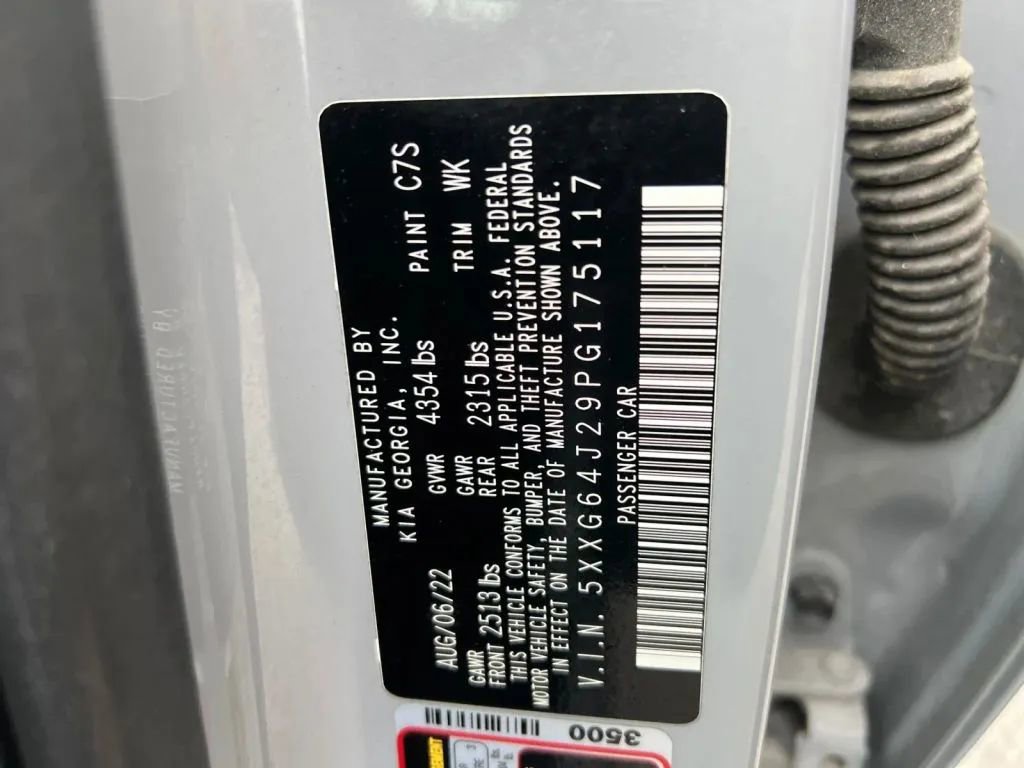 MANUFACTURED BY
AUG/06/22 KIA GEORGIA, INC. PAINT C7S
GVWR 4354 lbs
GAWR FRONT 2513 lbs GAWR REAR 2315 lbs TRIM WK
THIS VEHICLE CONFORMS TO ALL APPLICABLE U.S.A. FEDERAL
MOTOR VEHICLE SAFETY, BUMPER, AND THEFT PREVENTION STANDARDS
IN EFFECT ON THE DATE OF MANUFACTURE SHOWN ABOVE.
V.I.N. 5XXG64J29PG175117
PASSENGER CAR
3500